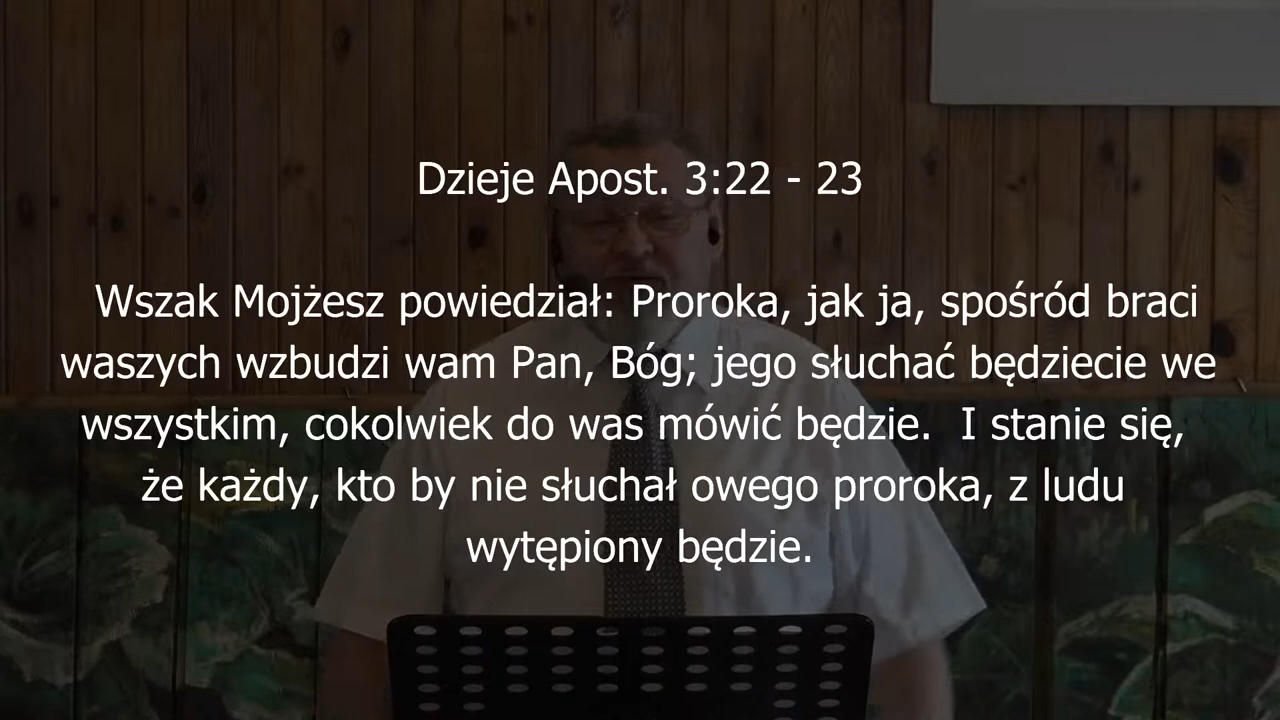 Dzieje Apost. 3:22 - 23
Wszak Mojżesz powiedział: Proroka, jak ja, spośród braci
waszych wzbudzi wam Pan, Bóg; jego słuchać będziecie we
wszystkim, cokolwiek do was mówić będzie.  I stanie się,
że każdy, kto by nie słuchał owego proroka, z ludu
wytępiony będzie.